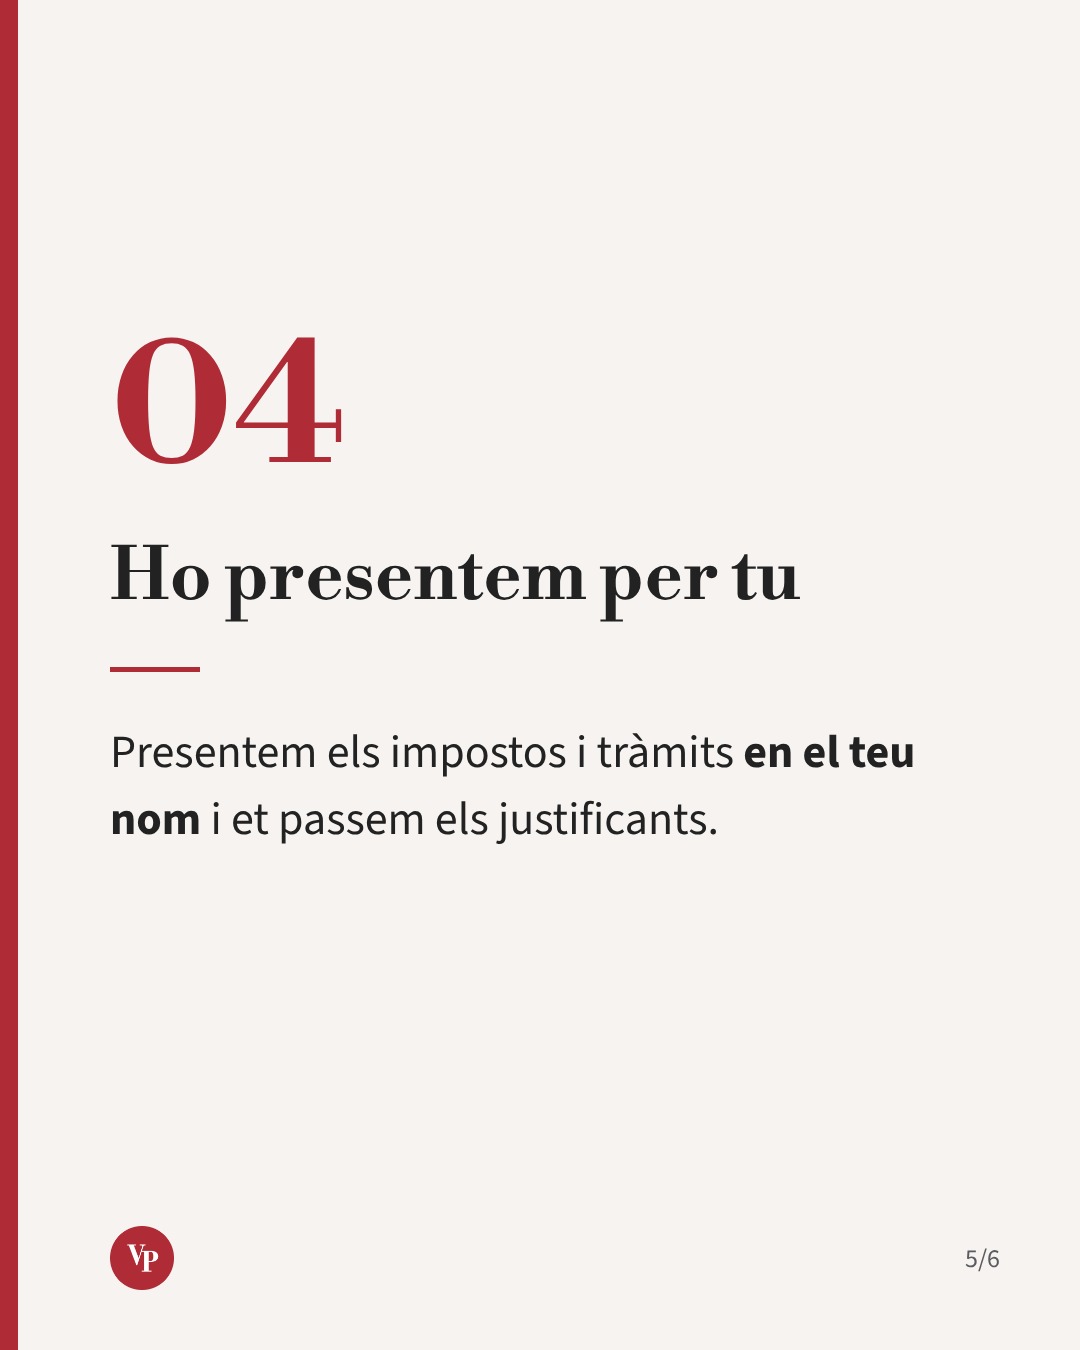 04
Ho presentem per tu
Presentem els impostos i tràmits en el teu
nom i et passem els justificants.
VP
5/6